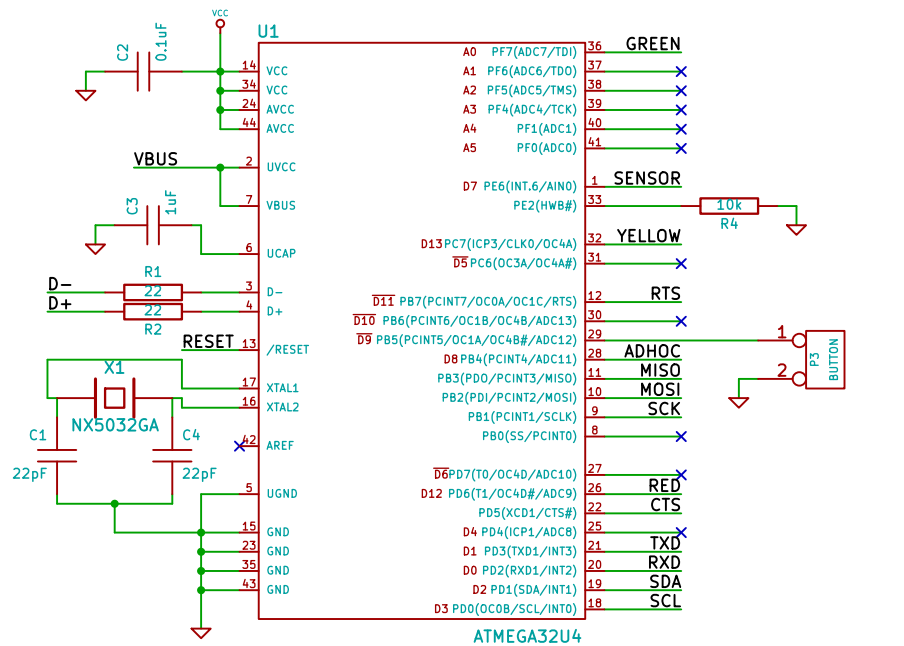 VCC
U1
C2
0.1uF
14 VCC
34 VCC
24 AVCC
44 AVCC
VBUS
2 UVCC
7 VBUS
C3
1uF
6 UCAP
D- R1 22 3 D-
D+ 22 R2 4 D+
RESET 13 /RESET
X1
NX5032GA
17 XTAL1
16 XTAL2
C1
22pF
C4
22pF
42 AREF
5 UGND
15 GND
23 GND
35 GND
43 GND
A0 PF7(ADC7/TDI) 36 GREEN
A1 PF6(ADC6/TDO) 37
A2 PF5(ADC5/TMS) 38
A3 PF4(ADC4/TCK) 39
A4 PF1(ADC1) 40
A5 PF0(ADC0) 41
D7 PE6(INT.6/AIN0) 1 SENSOR
PE2(HWB#) 33 10k
R4
D13 PC7(ICP3/CLK0/OC4A) 32 YELLOW
D5 PC6(OC3A/OC4A#) 31
D11 PB7(PCINT7/OC0A/OC1C/RTS) 12 RTS
D10 PB6(PCINT6/OC1B/OC4B/ADC13) 30
D9 PB5(PCINT5/OC1A/OC4B#/ADC12) 29 1
D8 PB4(PCINT4/ADC11) 28 ADHOC
PB3(PDO/PCINT3/MISO) 11 MISO
2
P3
BUTTON
PB2(PDI/PCINT2/MOSI) 10 MOSI
PB1(PCINT1/SCLK) 9 SCK
PB0(SS/PCINT0) 8
D6 PD7(T0/OC4D/ADC10) 27
D12 PD6(T1/OC4D#/ADC9) 26 RED
PD5(XCD1/CTS#) 22 CTS
D4 PD4(ICP1/ADC8) 25
D1 PD3(TXD1/INT3) 21 TXD
D0 PD2(RXD1/INT2) 20 RXD
D2 PD1(SDA/INT1) 19 SDA
D3 PD0(OC0B/SCL/INT0) 18 SCL
ATMEGA32U4